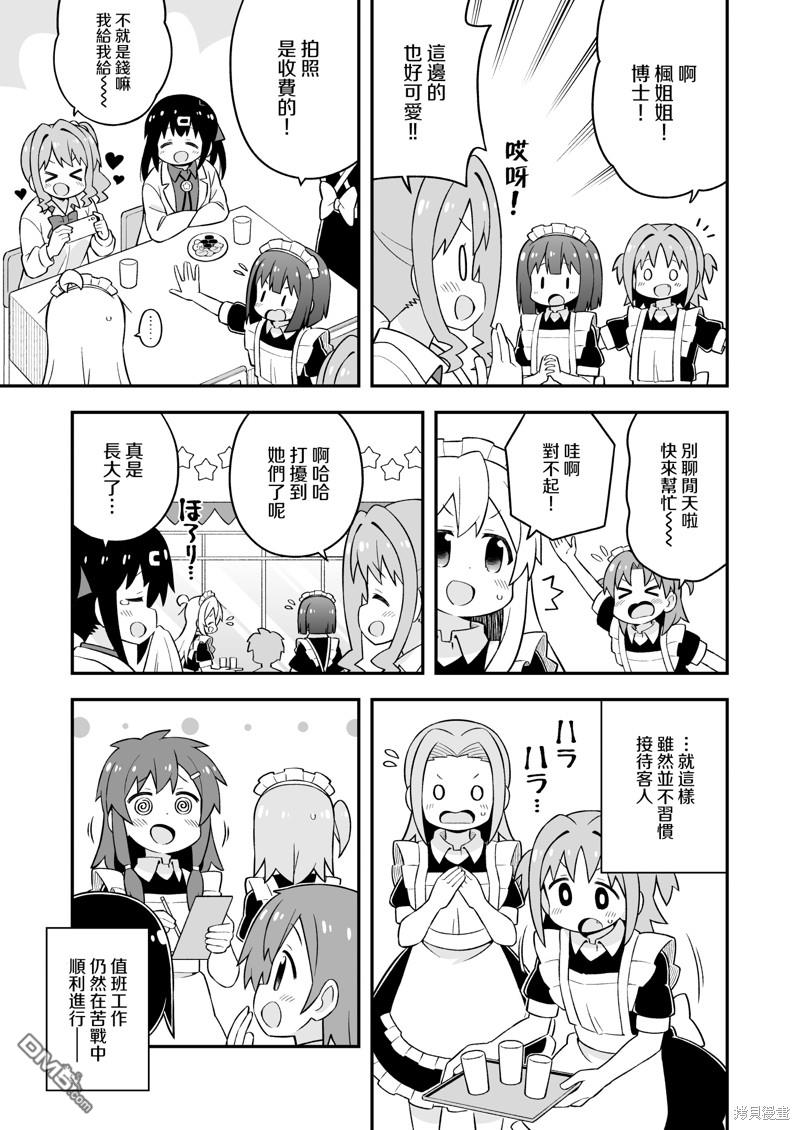 啊
楓姐姐！
博士！
這邊的
也好可愛!!
哎呀！
拍照
是收費的！
不就是錢嘛
我給我給～
…
別聊閒天啦
快來幫忙～
哇啊
對不起！
啊哈哈
打擾到
她們了呢
真是
長大了…
ほろり…
…就這樣
雖然並不習慣
接待客人
ハラ
ハラ…
值班工作
仍然在苦戰中
順利進行——
DM5.com
拷貝漫畫